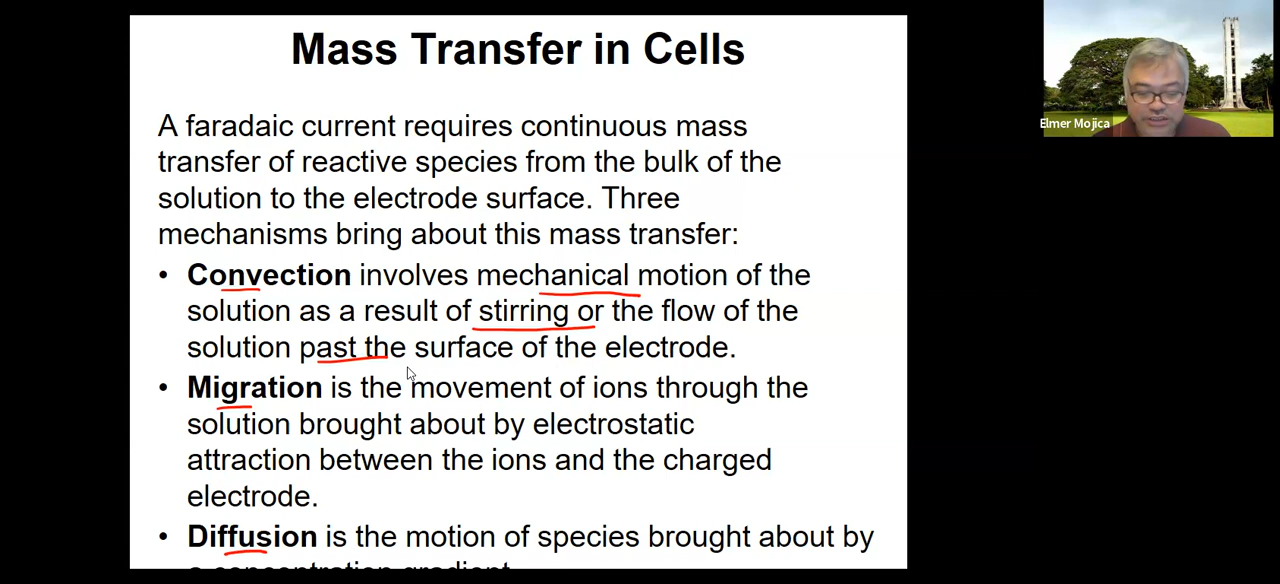 Mass Transfer in Cells
A faradaic current requires continuous mass
transfer of reactive species from the bulk of the
solution to the electrode surface. Three
mechanisms bring about this mass transfer:
• Convection involves mechanical motion of the
solution as a result of stirring or the flow of the
solution past the surface of the electrode.
• Migration is the movement of ions through the
solution brought about by electrostatic
attraction between the ions and the charged
electrode.
• Diffusion is the motion of species brought about by
a concentration gradient.
Elmer Mojica